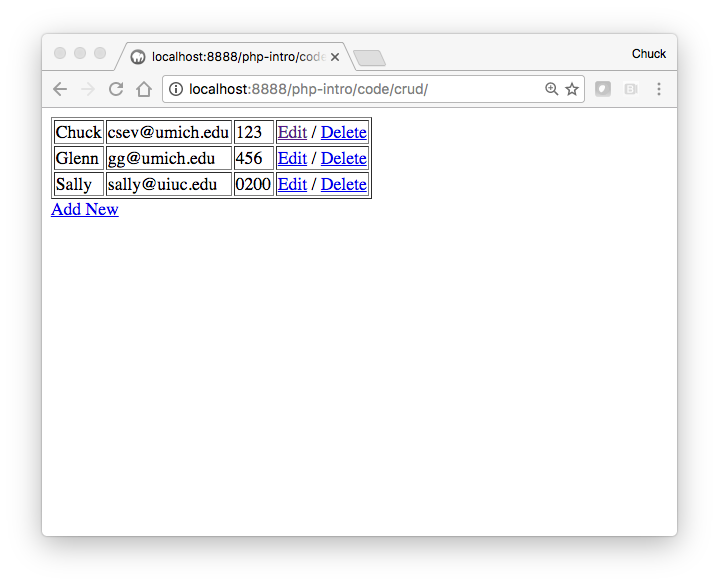 localhost:8888/php-intro/code
Chuck
localhost:8888/php-intro/code/crud/
Chuck csev@umich.edu 123 Edit / Delete
Glenn gg@umich.edu 456 Edit / Delete
Sally sally@uiuc.edu 0200 Edit / Delete
Add New